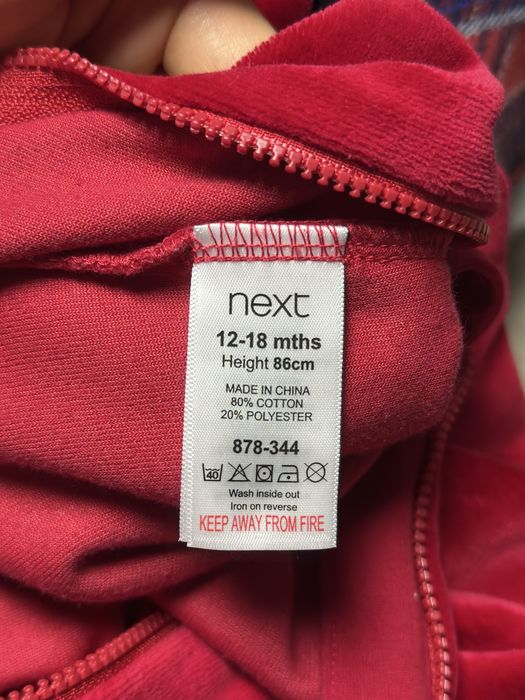 next
12-18 mths
Height 86cm
MADE IN CHINA
80% COTTON
20% POLYESTER
878-344
40
Wash inside out
Iron on reverse
KEEP AWAY FROM FIRE